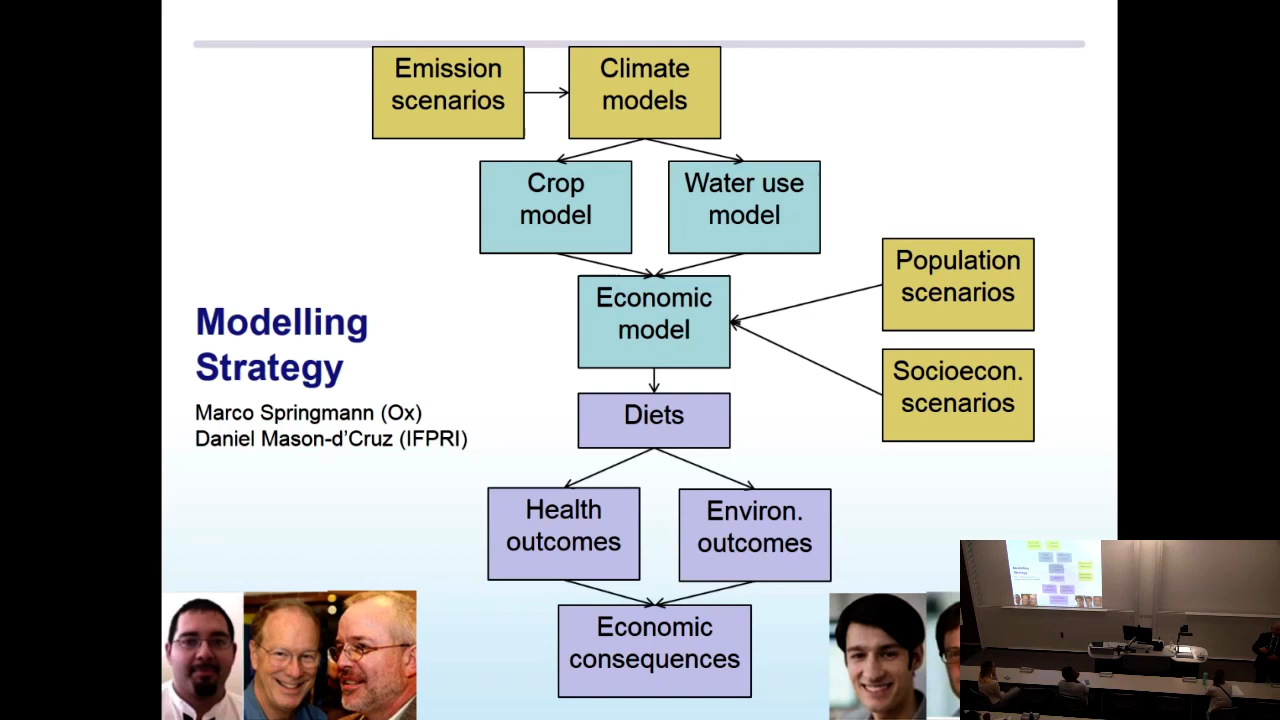 Emission
scenarios
Climate
models
Crop
model
Water use
model
Economic
model
Population
scenarios
Socioecon.
scenarios
Modelling
Strategy
Marco Springmann (Ox)
Daniel Mason-d'Cruz (IFPRI)
Diets
Health
outcomes
Environ.
outcomes
Economic
consequences